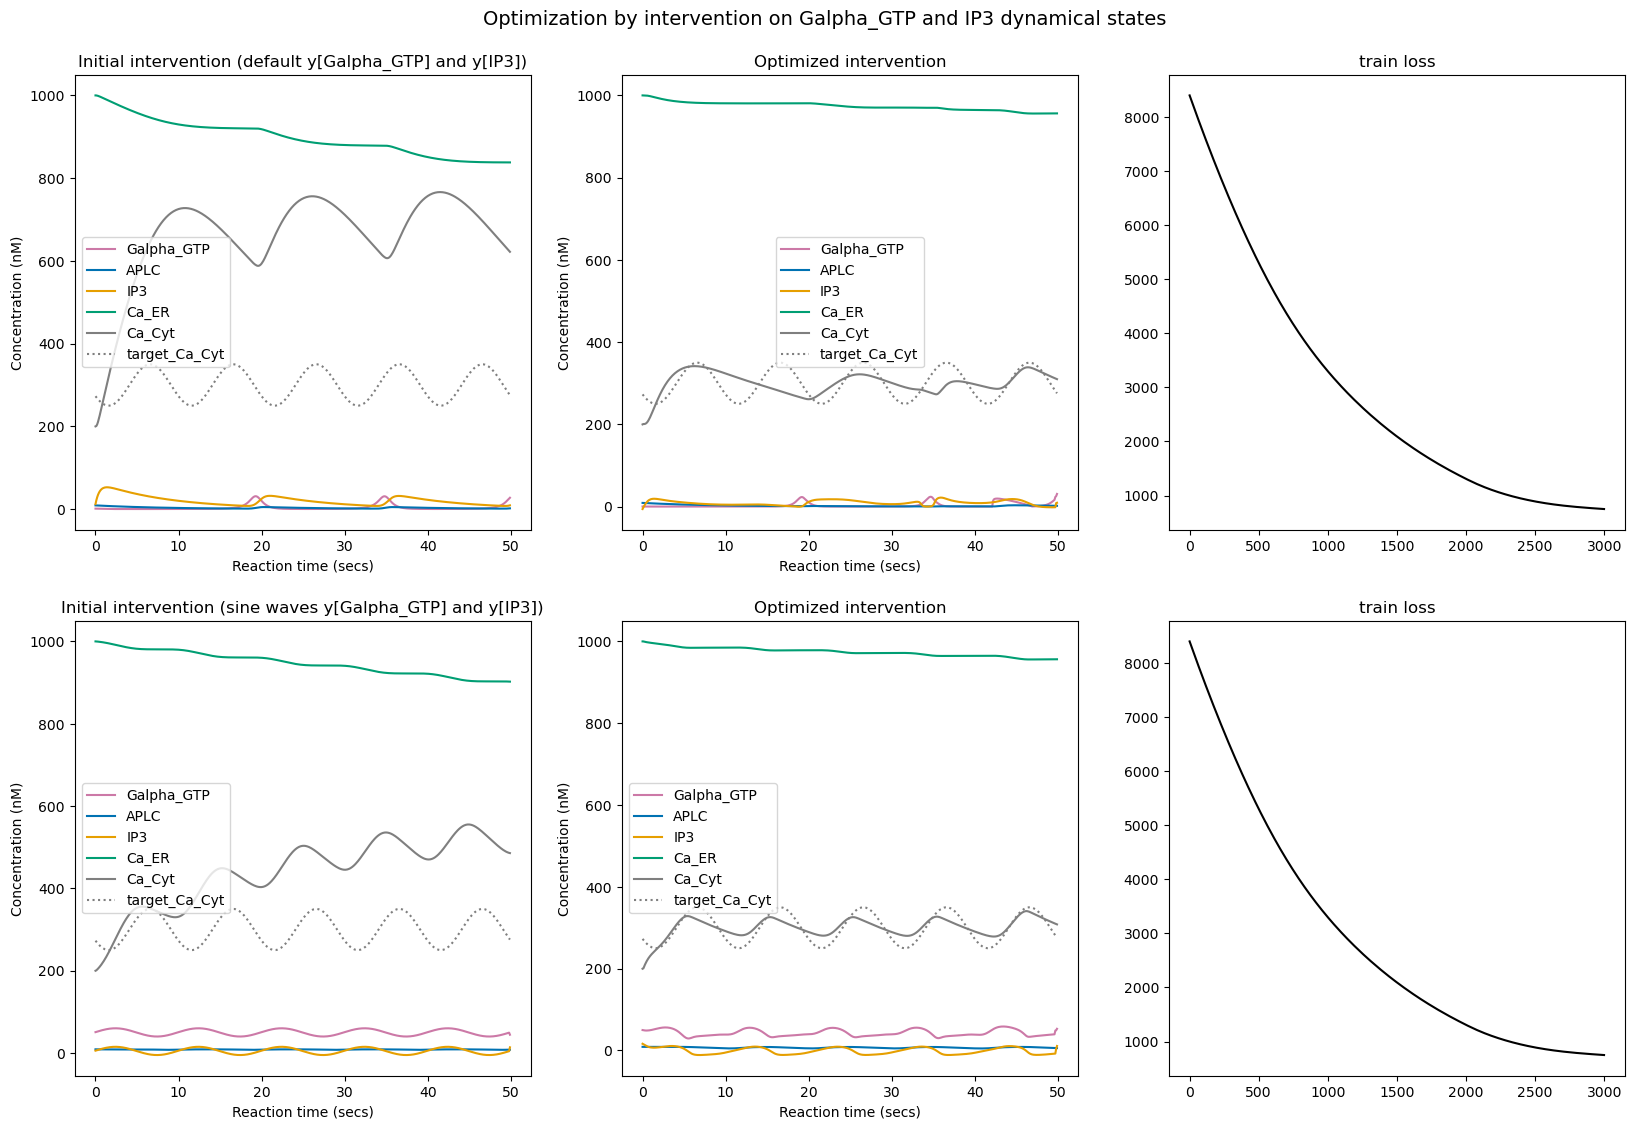 Optimization by intervention on Galpha_GTP and IP3 dynamical states
Initial intervention (default y[Galpha_GTP] and y[IP3])
Concentration (nM)
1000
800
600
400
200
0
Galpha_GTP
APLC
IP3
Ca_ER
Ca_Cyt
target_Ca_Cyt
0 10 20 30 40 50
Reaction time (secs)
Optimized intervention
Concentration (nM)
1000
800
600
400
200
0
Galpha_GTP
APLC
IP3
Ca_ER
Ca_Cyt
target_Ca_Cyt
0 10 20 30 40 50
Reaction time (secs)
train loss
8000
7000
6000
5000
4000
3000
2000
1000
0 500 1000 1500 2000 2500 3000
Initial intervention (sine waves y[Galpha_GTP] and y[IP3])
Concentration (nM)
1000
800
600
400
200
0
Galpha_GTP
APLC
IP3
Ca_ER
Ca_Cyt
target_Ca_Cyt
0 10 20 30 40 50
Reaction time (secs)
Optimized intervention
Concentration (nM)
1000
800
600
400
200
0
Galpha_GTP
APLC
IP3
Ca_ER
Ca_Cyt
target_Ca_Cyt
0 10 20 30 40 50
Reaction time (secs)
train loss
8000
7000
6000
5000
4000
3000
2000
1000
0 500 1000 1500 2000 2500 3000